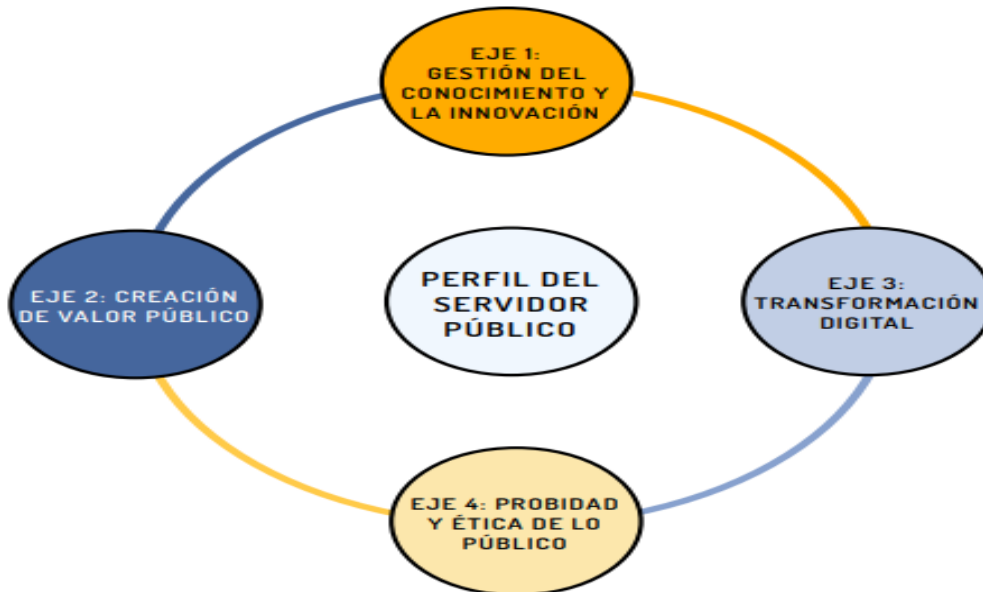 EJE 1:
GESTIÓN DEL
CONOCIMIENTO Y
LA INNOVACIÓN
EJE 2: CREACIÓN
DE VALOR PÚBLICO
PERFIL DEL
SERVIDOR
PÚBLICO
EJE 3:
TRANSFORMACIÓN
DIGITAL
EJE 4: PROBIDAD
Y ÉTICA DE LO
PÚBLICO